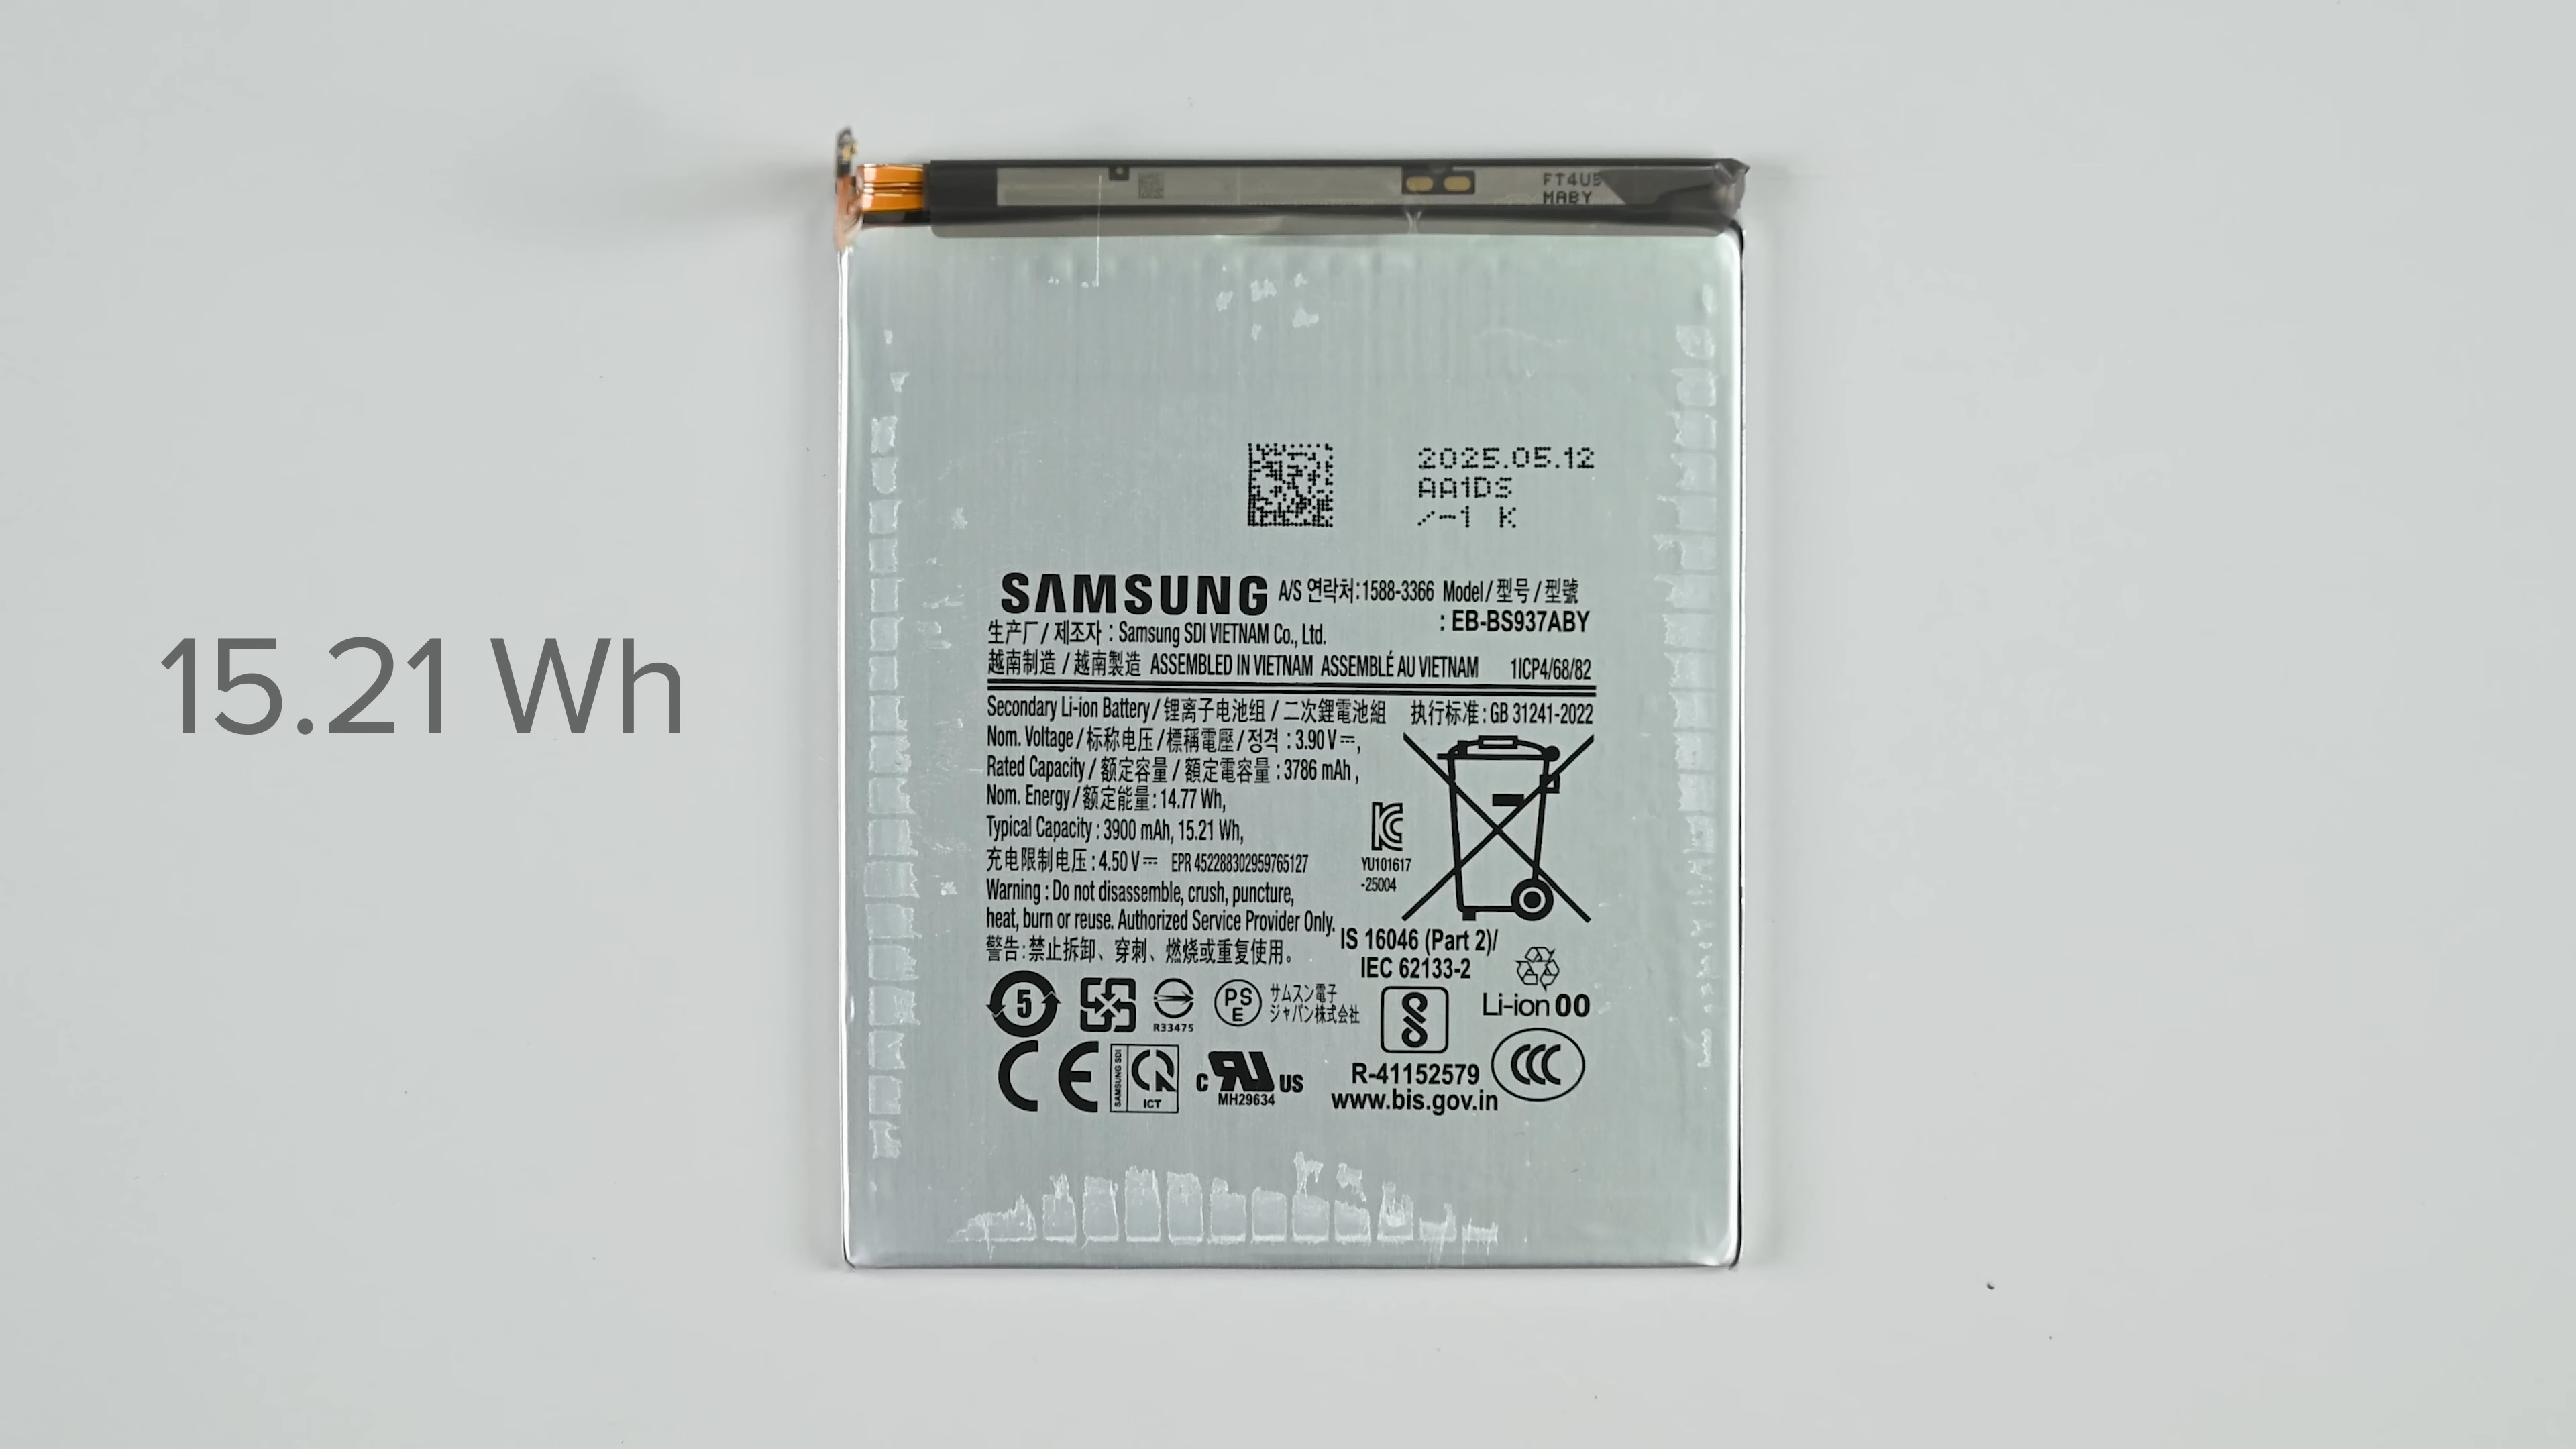 FT4U5
MABY
2025.05.12
AA1DS
/-1 K
SAMSUNG A/S 연락처:1588-3366 Model/型号/型號
: EB-BS937ABY
生产厂/제조자 : Samsung SDI VIETNAM Co., Ltd.
越南制造 / 越南製造 ASSEMBLED IN VIETNAM ASSEMBLÉ AU VIETNAM 1ICP4/68/82
Secondary Li-ion Battery/锂离子电池组/二次鋰電池組 执行标准:GB 31241-2022
Nom. Voltage/标称电压/標稱電壓/정격 : 3.90 V⎓,
Rated Capacity/额定容量/額定電容量 : 3786 mAh,
Nom. Energy/额定能量: 14.77 Wh,
Typical Capacity : 3900 mAh, 15.21 Wh,
充电限制电压 : 4.50 V⎓ EPR 452288302959765127
Warning : Do not disassemble, crush, puncture,
heat, burn or reuse. Authorized Service Provider Only.
警告:禁止拆卸、穿刺、燃烧或重复使用。
KC
YU101617
-25004
IS 16046 (Part 2)/
IEC 62133-2
5
R33475
PS
E
サムスン電子
ジャパン株式会社
Li-ion 00
CE
SAMSUNG SDI
ICT
c RU US
MH29634
R-41152579
www.bis.gov.in
CCC
15.21 Wh